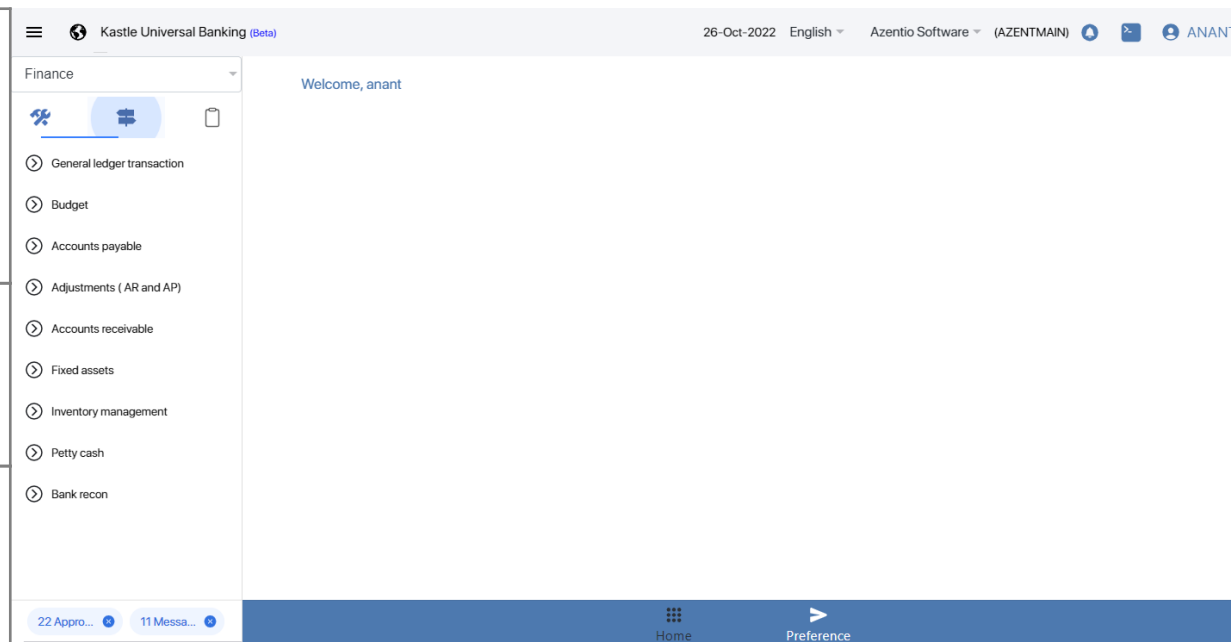 Kastle Universal Banking (Beta)
26-Oct-2022 English Azentio Software (AZENTMAIN) ANANT
Finance
Welcome, anant
General ledger transaction
Budget
Accounts payable
Adjustments ( AR and AP)
Accounts receivable
Fixed assets
Inventory management
Petty cash
Bank recon
22 Appro... 11 Messa...
Home Preference